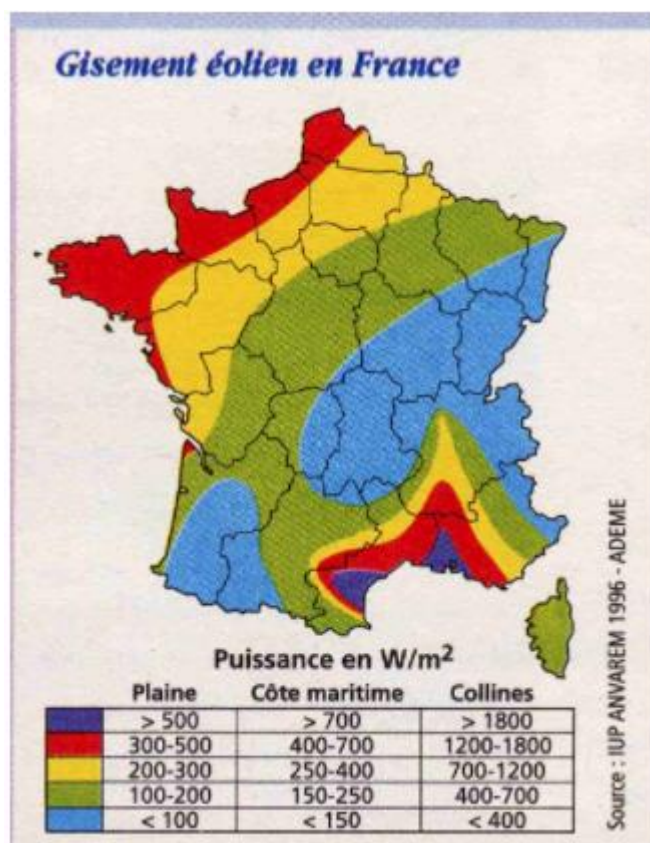 Gisement éolien en France
Puissance en W/m²
Plaine Côte maritime Collines
> 500 > 700 > 1800
300-500 400-700 1200-1800
200-300 250-400 700-1200
100-200 150-250 400-700
< 100 < 150 < 400
Source : IUP ANVAREM 1996 - ADEME